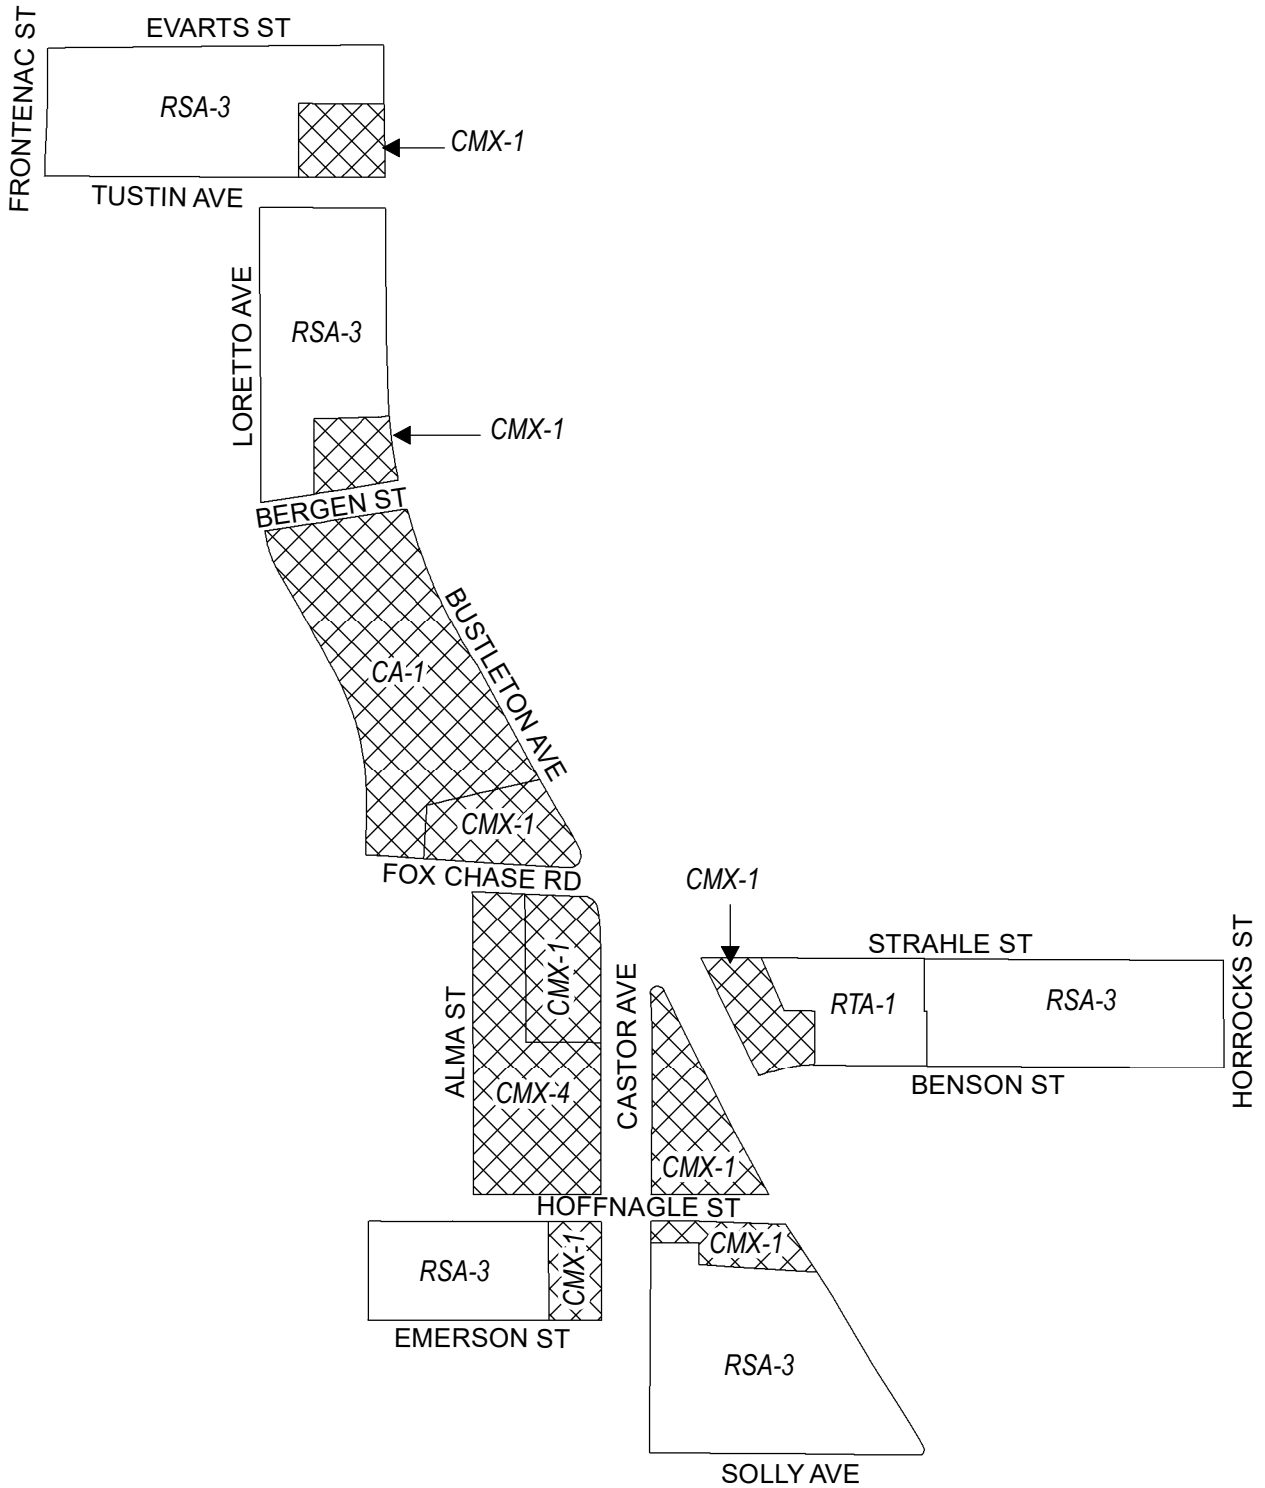 EVARTS ST
FRONTENAC ST
RSA-3
CMX-1
TUSTIN AVE
LORETTO AVE
RSA-3
CMX-1
BERGEN ST
BUSTLETON AVE
CA-1
CMX-1
FOX CHASE RD
CMX-1
STRAHLE ST
HORROCKS ST
CMX-1
ALMA ST
CASTOR AVE
RTA-1
RSA-3
BENSON ST
CMX-4
CMX-1
HOFFNAGLE ST
CMX-1
CMX-1
RSA-3
EMERSON ST
RSA-3
SOLLY AVE